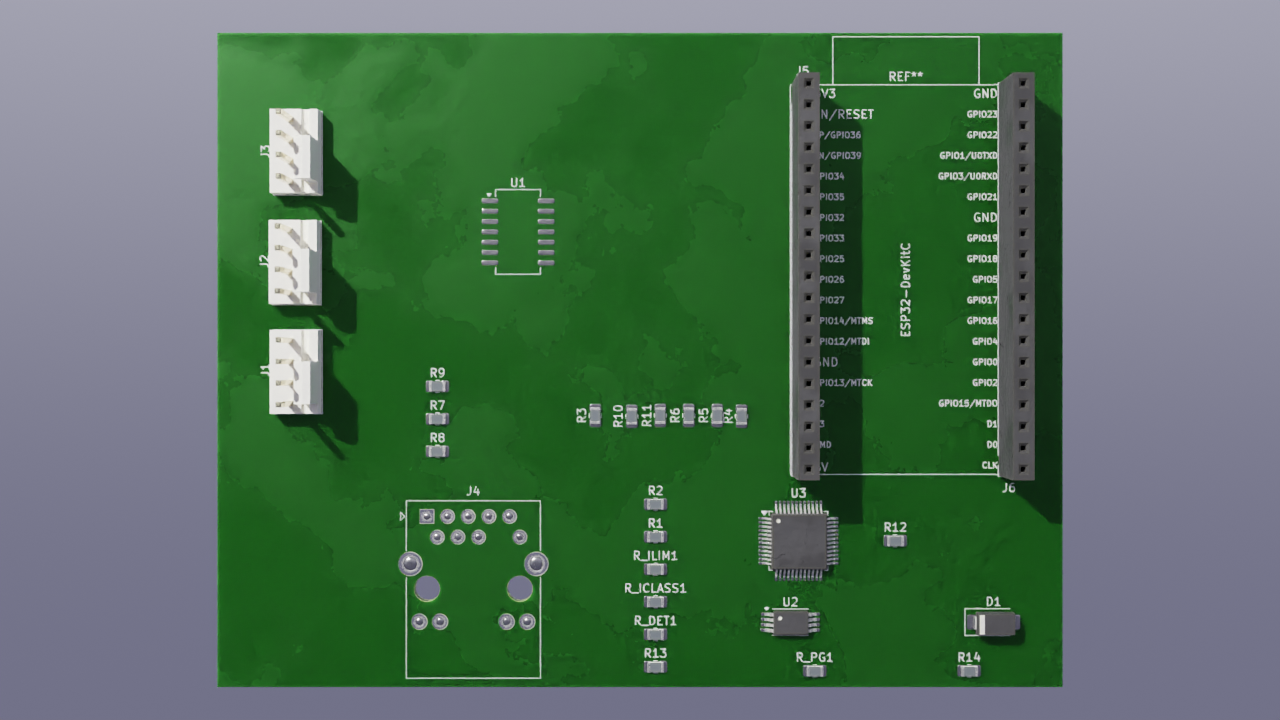 J5
REF**
V3
GND
N/RESET
GPIO23
P/GPIO36
GPIO22
N/GPIO39
GPIO1/U0TXD
PIO34
GPIO3/U0RXD
PIO35
GPIO21
PIO32
GND
PIO33
GPIO19
PIO25
GPIO18
PIO26
GPIO5
PIO27
GPIO17
PIO14/MTMS
GPIO16
PIO12/MTDI
GPIO4
ND
GPIO0
PIO13/MTCK
GPIO2
2
GPIO15/MTDO
3
D1
MD
D0
V
CLK
ESP32-DevKitC
J6
J3
J2
J1
U1
R9
R7
R8
R3
R10
R11
R6
R5
R4
J4
R2
R1
R_ILIM1
R_ICLASS1
R_DET1
R13
U3
R12
U2
D1
R_PG1
R14